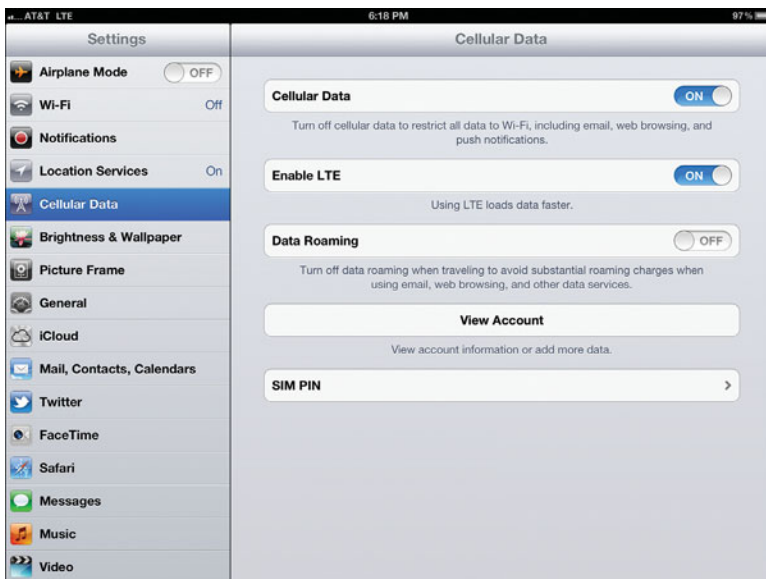 AT&T LTE
6:18 PM
97%
Settings
Airplane Mode OFF
Wi-Fi Off
Notifications
Location Services On
Cellular Data
Brightness & Wallpaper
Picture Frame
General
iCloud
Mail, Contacts, Calendars
Twitter
FaceTime
Safari
Messages
Music
Video
Cellular Data
Cellular Data ON
Turn off cellular data to restrict all data to Wi-Fi, including email, web browsing, and
push notifications.
Enable LTE ON
Using LTE loads data faster.
Data Roaming OFF
Turn off data roaming when traveling to avoid substantial roaming charges when
using email, web browsing, and other data services.
View Account
View account information or add more data.
SIM PIN